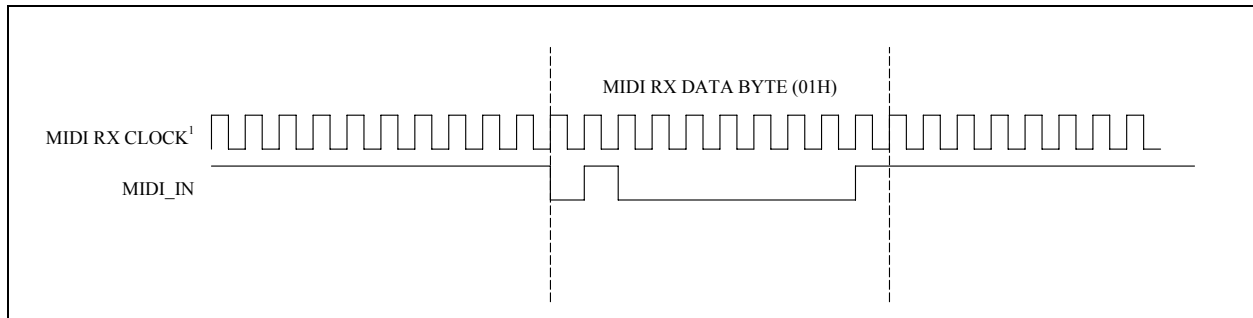 MIDI RX DATA BYTE (01H)
MIDI RX CLOCK¹
MIDI_IN